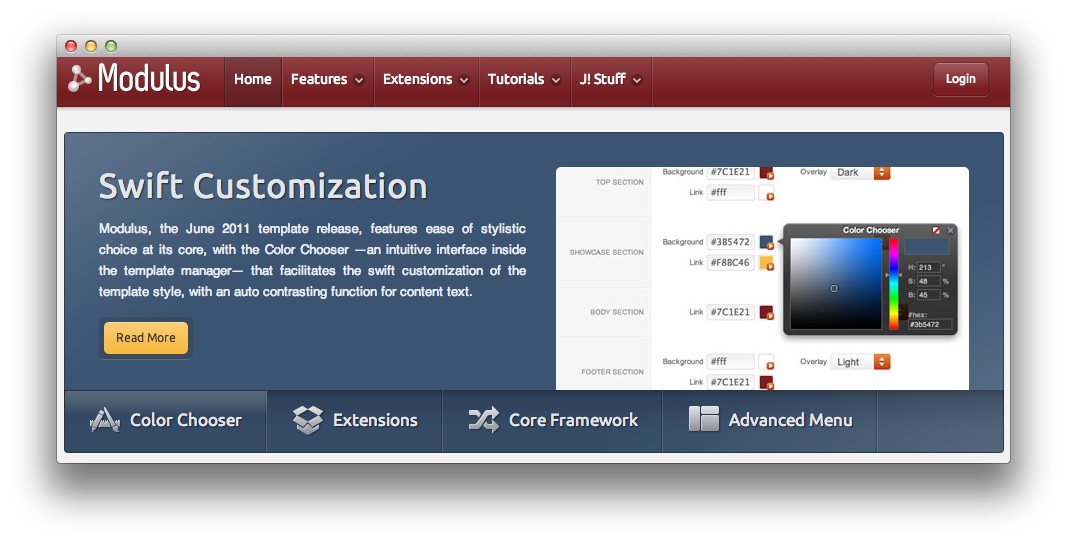 Modulus
Home
Features
Extensions
Tutorials
J! Stuff
Login
Swift Customization
Modulus, the June 2011 template release, features ease of stylistic
choice at its core, with the Color Chooser —an intuitive interface inside
the template manager— that facilitates the swift customization of the
template style, with an auto contrasting function for content text.
Read More
TOP SECTION
Background #7C1E21 Overlay Dark
Link #fff
SHOWCASE SECTION
Background #3B5472
Link #F8BC46
BODY SECTION
Link #7C1E21
FOOTER SECTION
Background #fff Overlay Light
Link #7C1E21
Color Chooser
H: 213 °
S: 48 %
B: 45 %
#hex:
#3b5472
Color Chooser
Extensions
Core Framework
Advanced Menu